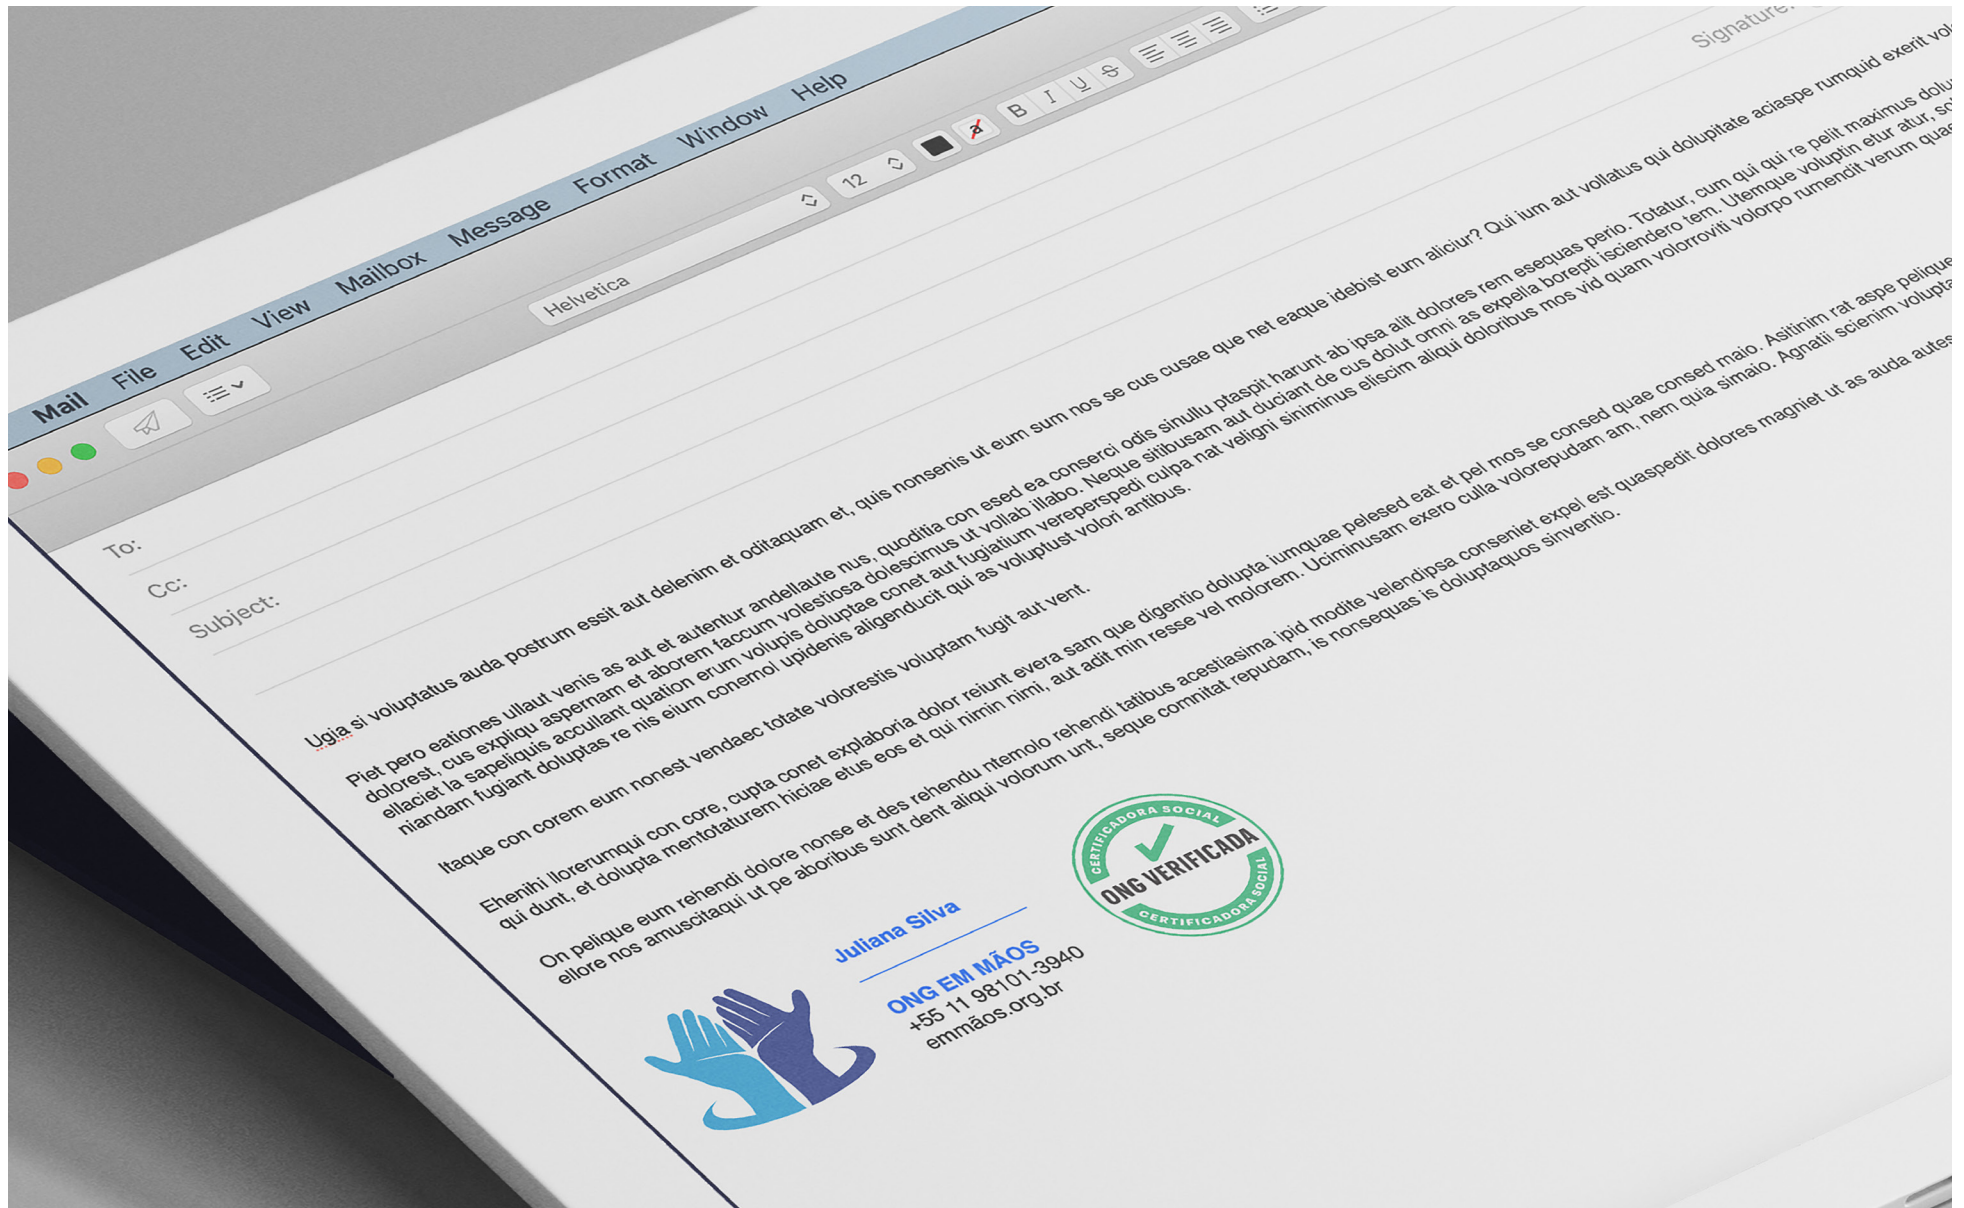 Mail File Edit View Mailbox Message Format Window Help
Helvetica 12 a B I U S
Signature:
To:
Cc:
Subject:
Ugia si voluptatus auda postrum essit aut delenim et oditaquam et, quis nonsenis ut eum sum nos se cus cusae que net eaque idebist eum aliciur? Qui ium aut vollatus qui dolupitate aciaspe rumquid exerit
Piet pero eationes ullaut venis as aut et autentur andellaute nus, quoditia con esed ea conserci odis sinullu ptaspit harunt ab ipsa alit dolores rem esequas perio. Totatur, cum qui qui re pelit maximus
dolorest, cus expliqu aspernam et aborem faccum volestiosa dolescimus ut vollab illabo. Neque sitibusam aut duciant de cus dolut omni as expella borepti isciendero tem. Utemque voluptin etur atur,
ellaciet la sapeliquis accullant quation erum volupis doluptae conet aut fugiatium vereperspedi culpa nat veligni siniminus eliscim aliqui doloribus mos vid quam volorroviti volorpo rumendit verum
niandam fugiant doluptas re nis eium conemol upidenis aligenducit qui as voluptust volori antibus.
Itaque con corem eum nonest vendaec totate volorestis voluptam fugit aut vent.
Ehenihi llorerumqui con core, cupta conet explaboria dolor reiunt evera sam que digentio dolupta iumquae pelesed eat et pel mos se consed quae consed maio. Asitinim rat aspe pelique
qui dunt, et dolupta mentotaturem hiciae etus eos et qui nimin nimi, aut adit min resse vel molorem. Uciminusam exero culla volorepudam am, nem quia simaio. Agnatii scienim
On pelique eum rehendi dolore nonse et des rehendu ntemolo rehendi tatibus acestiasima ipid modite velendipsa conseniet expel est quaspedit dolores magniet ut as auda
ellore nos amuscitaqui ut pe aboribus sunt dent aliqui volorum unt, seque comnitat repudam, is nonsequas is doluptaquos sinventio.
Juliana Silva
ONG EM MÃOS
+55 11 98101-3940
emmãos.org.br
CERTIFICADORA SOCIAL
ONG VERIFICADA
CERTIFICADORA SOCIAL